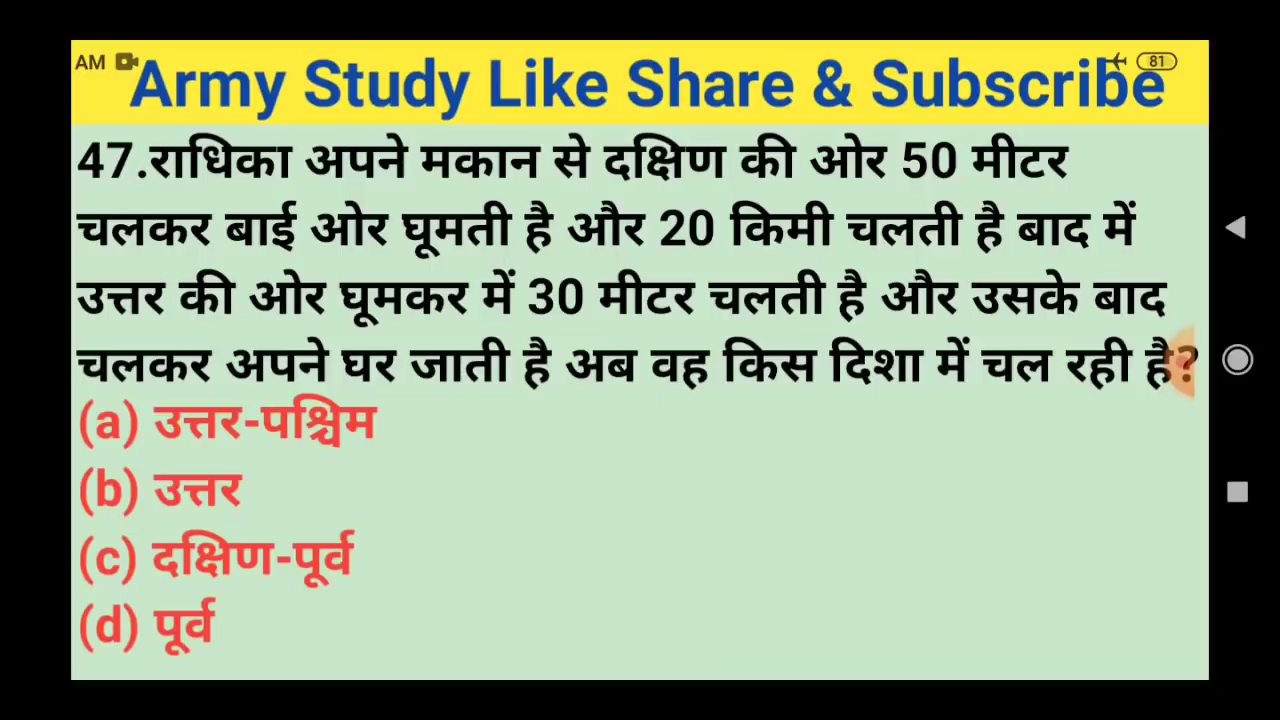 AM
81
Army Study Like Share & Subscribe
47.राधिका अपने मकान से दक्षिण की ओर 50 मीटर
चलकर बाई ओर घूमती है और 20 किमी चलती है बाद में
उत्तर की ओर घूमकर में 30 मीटर चलती है और उसके बाद
चलकर अपने घर जाती है अब वह किस दिशा में चल रही है?
(a) उत्तर-पश्चिम
(b) उत्तर
(c) दक्षिण-पूर्व
(d) पूर्व